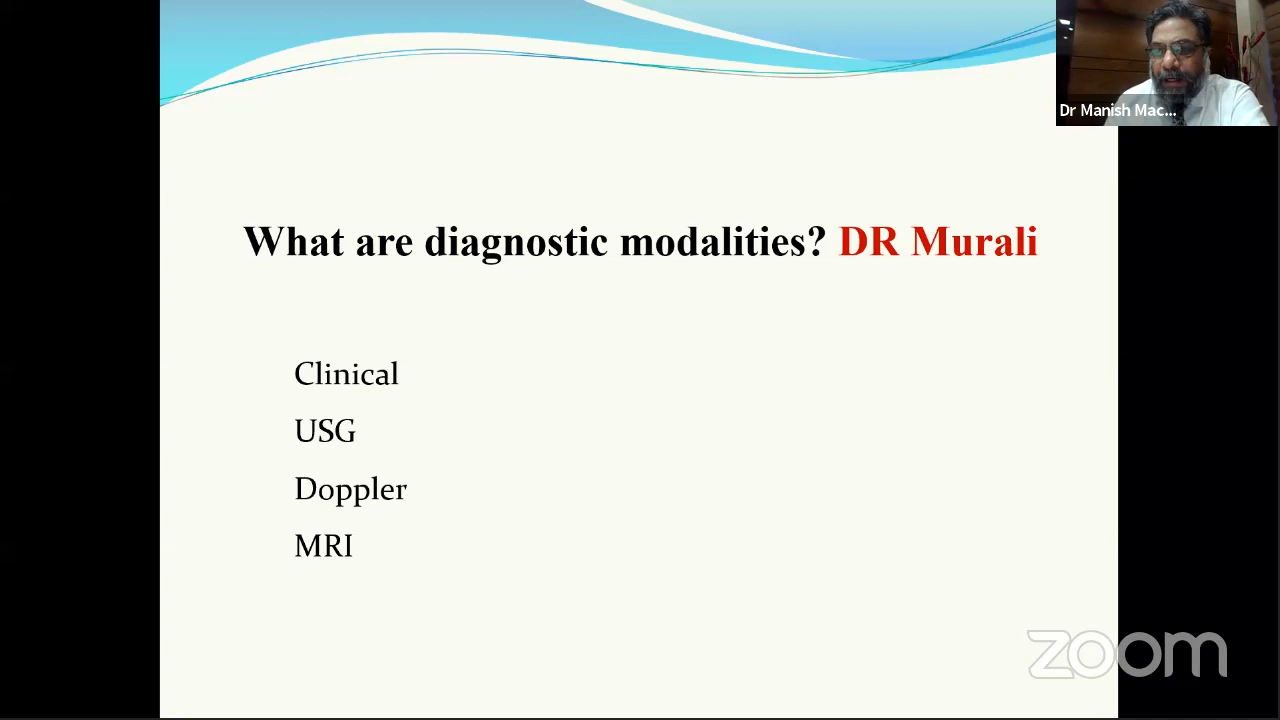 Dr Manish Mac...
What are diagnostic modalities? DR Murali
Clinical
USG
Doppler
MRI
zoom